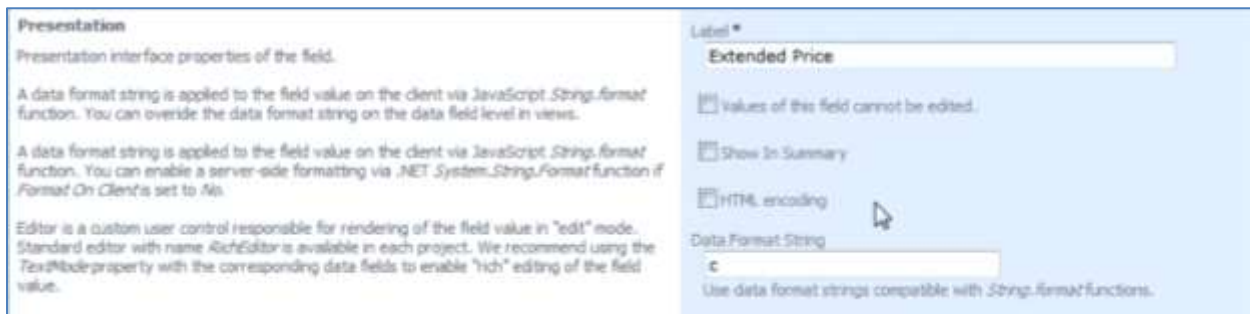 Presentation
Presentation interface properties of the field.
A data format string is applied to the field value on the client via JavaScript String.format
function. You can overide the data format string on the data field level in views.
A data format string is applied to the field value on the client via JavaScript String.format
function. You can enable a server-side formatting via .NET System.String.Format function if
Format On Client is set to No.
Editor is a custom user control responsible for rendering of the field value in "edit" mode.
Standard editor with name RichEditor is available in each project. We recommend using the
TextMode property with the corresponding data fields to enable "rich" editing of the field
value.
Label *
Extended Price
Values of this field cannot be edited.
Show In Summary
HTML encoding
Data Format String
c
Use data format strings compatible with String.format functions.